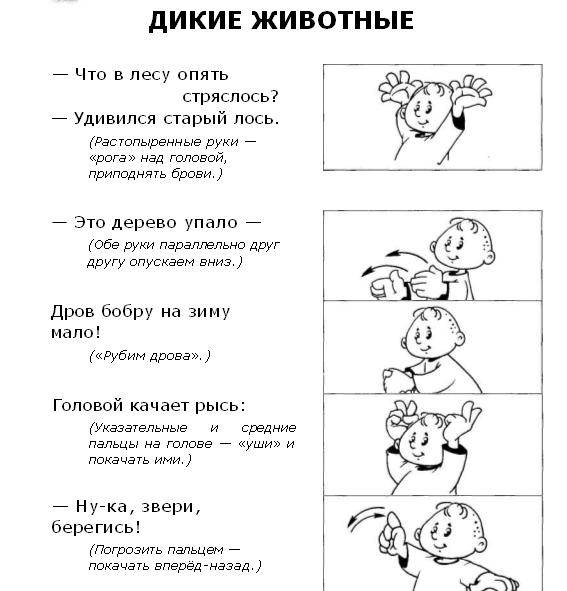 ДИКИЕ ЖИВОТНЫЕ
— Что в лесу опять
стряслось?
— Удивился старый лось.
(Растопыренные руки —
«рога» над головой,
приподнять брови.)
— Это дерево упало —
(Обе руки параллельно друг
другу опускаем вниз.)
Дров бобру на зиму
мало!
(«Рубим дрова».)
Головой качает рысь:
(Указательные и средние
пальцы на голове — «уши» и
покачать ими.)
— Ну-ка, звери,
берегись!
(Погрозить пальцем —
покачать вперёд-назад.)